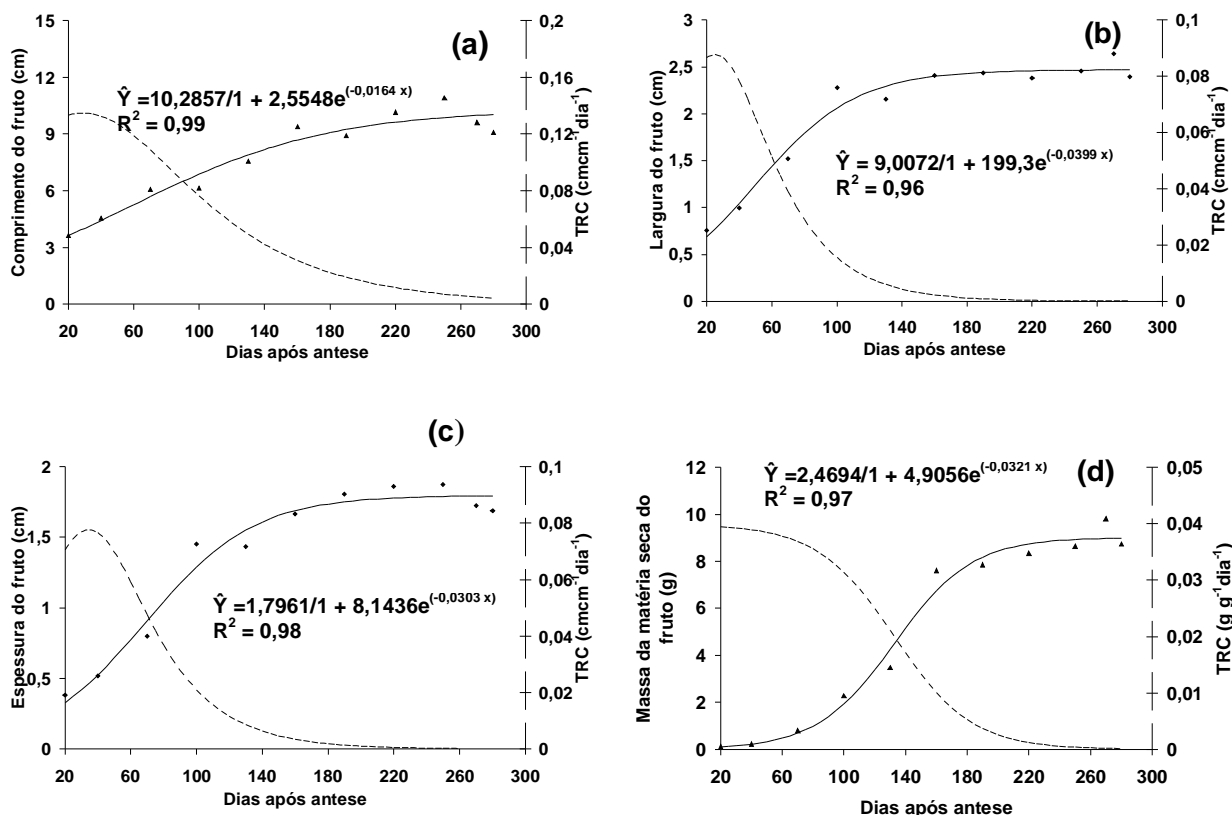 (a)
Comprimento do fruto (cm)
15
12
9
6
3
0
Ŷ =10,2857/1 + 2,5548e(-0,0164 x)
R2 = 0,99
0,2
0,16
0,12
0,08
0,04
0
TRC (cmcm-1dia-1)
20 60 100 140 180 220 260 300
Dias após antese
(b)
Largura do fruto (cm)
3
2,5
2
1,5
1
0,5
0
Ŷ = 9,0072/1 + 199,3e(-0,0399 x)
R2 = 0,96
0,1
0,08
0,06
0,04
0,02
0
TRC (cmcm-1dia-1)
20 60 100 140 180 220 260 300
Dias após antese
(c)
Espessura do fruto (cm)
2
1,5
1
0,5
0
Ŷ =1,7961/1 + 8,1436e(-0,0303 x)
R2 = 0,98
0,1
0,08
0,06
0,04
0,02
0
TRC (cmcm-1dia-1)
20 60 100 140 180 220 260 300
Dias após antese
(d)
Massa da matéria seca do
fruto (g)
12
10
8
6
4
2
0
Ŷ =2,4694/1 + 4,9056e(-0,0321 x)
R2 = 0,97
0,05
0,04
0,03
0,02
0,01
0
TRC (g g-1dia-1)
20 60 100 140 180 220 260 300
Dias após antese